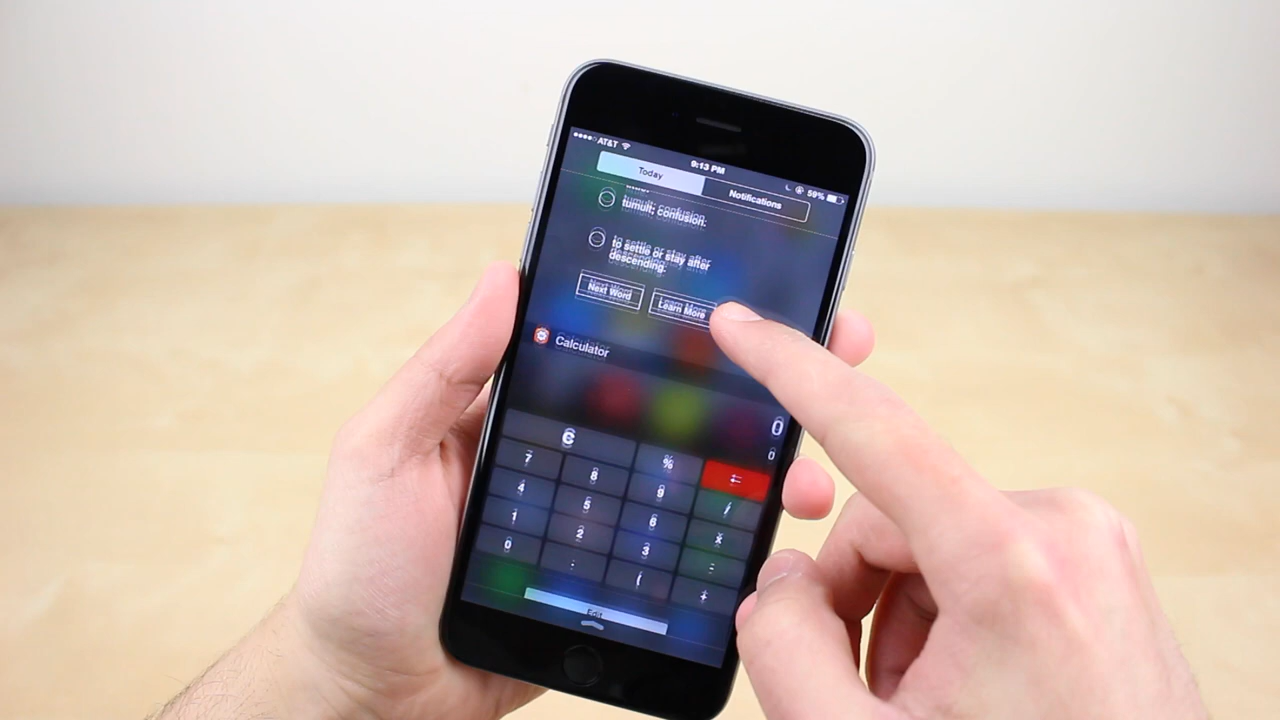 AT&T 9:13 PM 59%
Today Notifications
tumult; confusion.
to settle or stay after
descending.
Next Word Learn More
Calculator
0
0
C %
7 8 9 /
4 5 6 x
1 2 3 -
0 . ( +
Edit